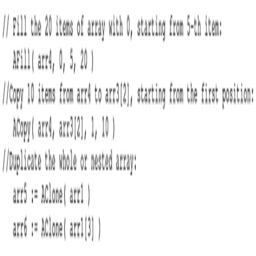 // Fill the 20 items of array with 0, starting from 5-th item:
AFill( arr4, 0, 5, 20 )
//Copy 10 items from arr4 to arr3[2], starting from the first position:
ACopy( arr4, arr3[2], 1, 10 )
//Duplicate the whole or nested array:
arr5 := AClone( arr1 )
arr6 := AClone( arr1[3] )